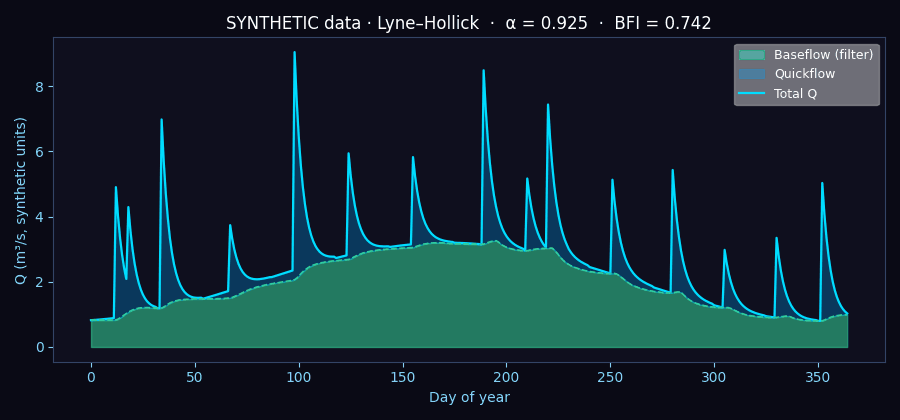 SYNTHETIC data · Lyne–Hollick · α = 0.925 · BFI = 0.742
Baseflow (filter)
Quickflow
Total Q
Q (m³/s, synthetic units)
8
6
4
2
0
0 50 100 150 200 250 300 350
Day of year